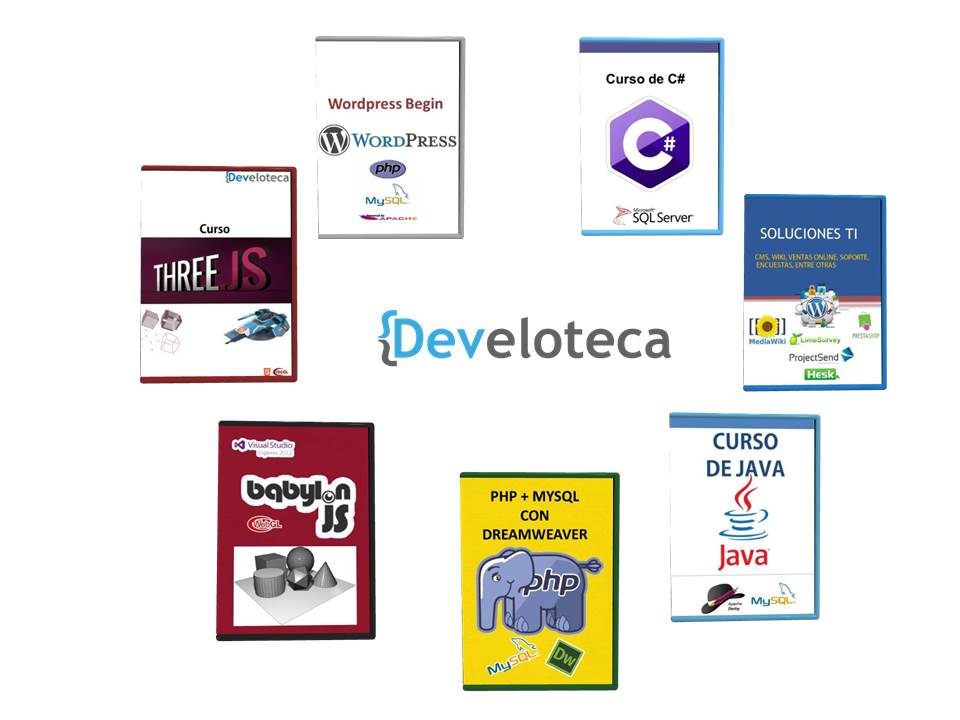 Wordpress Begin
WORDPRESS
php
MySQL
Powered by APACHE
Curso de C#
C#
Microsoft
SQL Server
{Develoteca
Curso
THREE.JS
SOLUCIONES TI
CMS, WIKI, VENTAS ONLINE, SOPORTE,
ENCUESTAS, ENTRE OTRAS
MediaWiki
LimeSurvey
PRESTASHOP
ProjectSend
Hesk
{Develoteca
Visual Studio
Express 2012
babylon
JS
WebGL
PHP + MYSQL
CON
DREAMWEAVER
php
MySQL
Dw
CURSO
DE JAVA
Java
Apache
Derby
MySQL